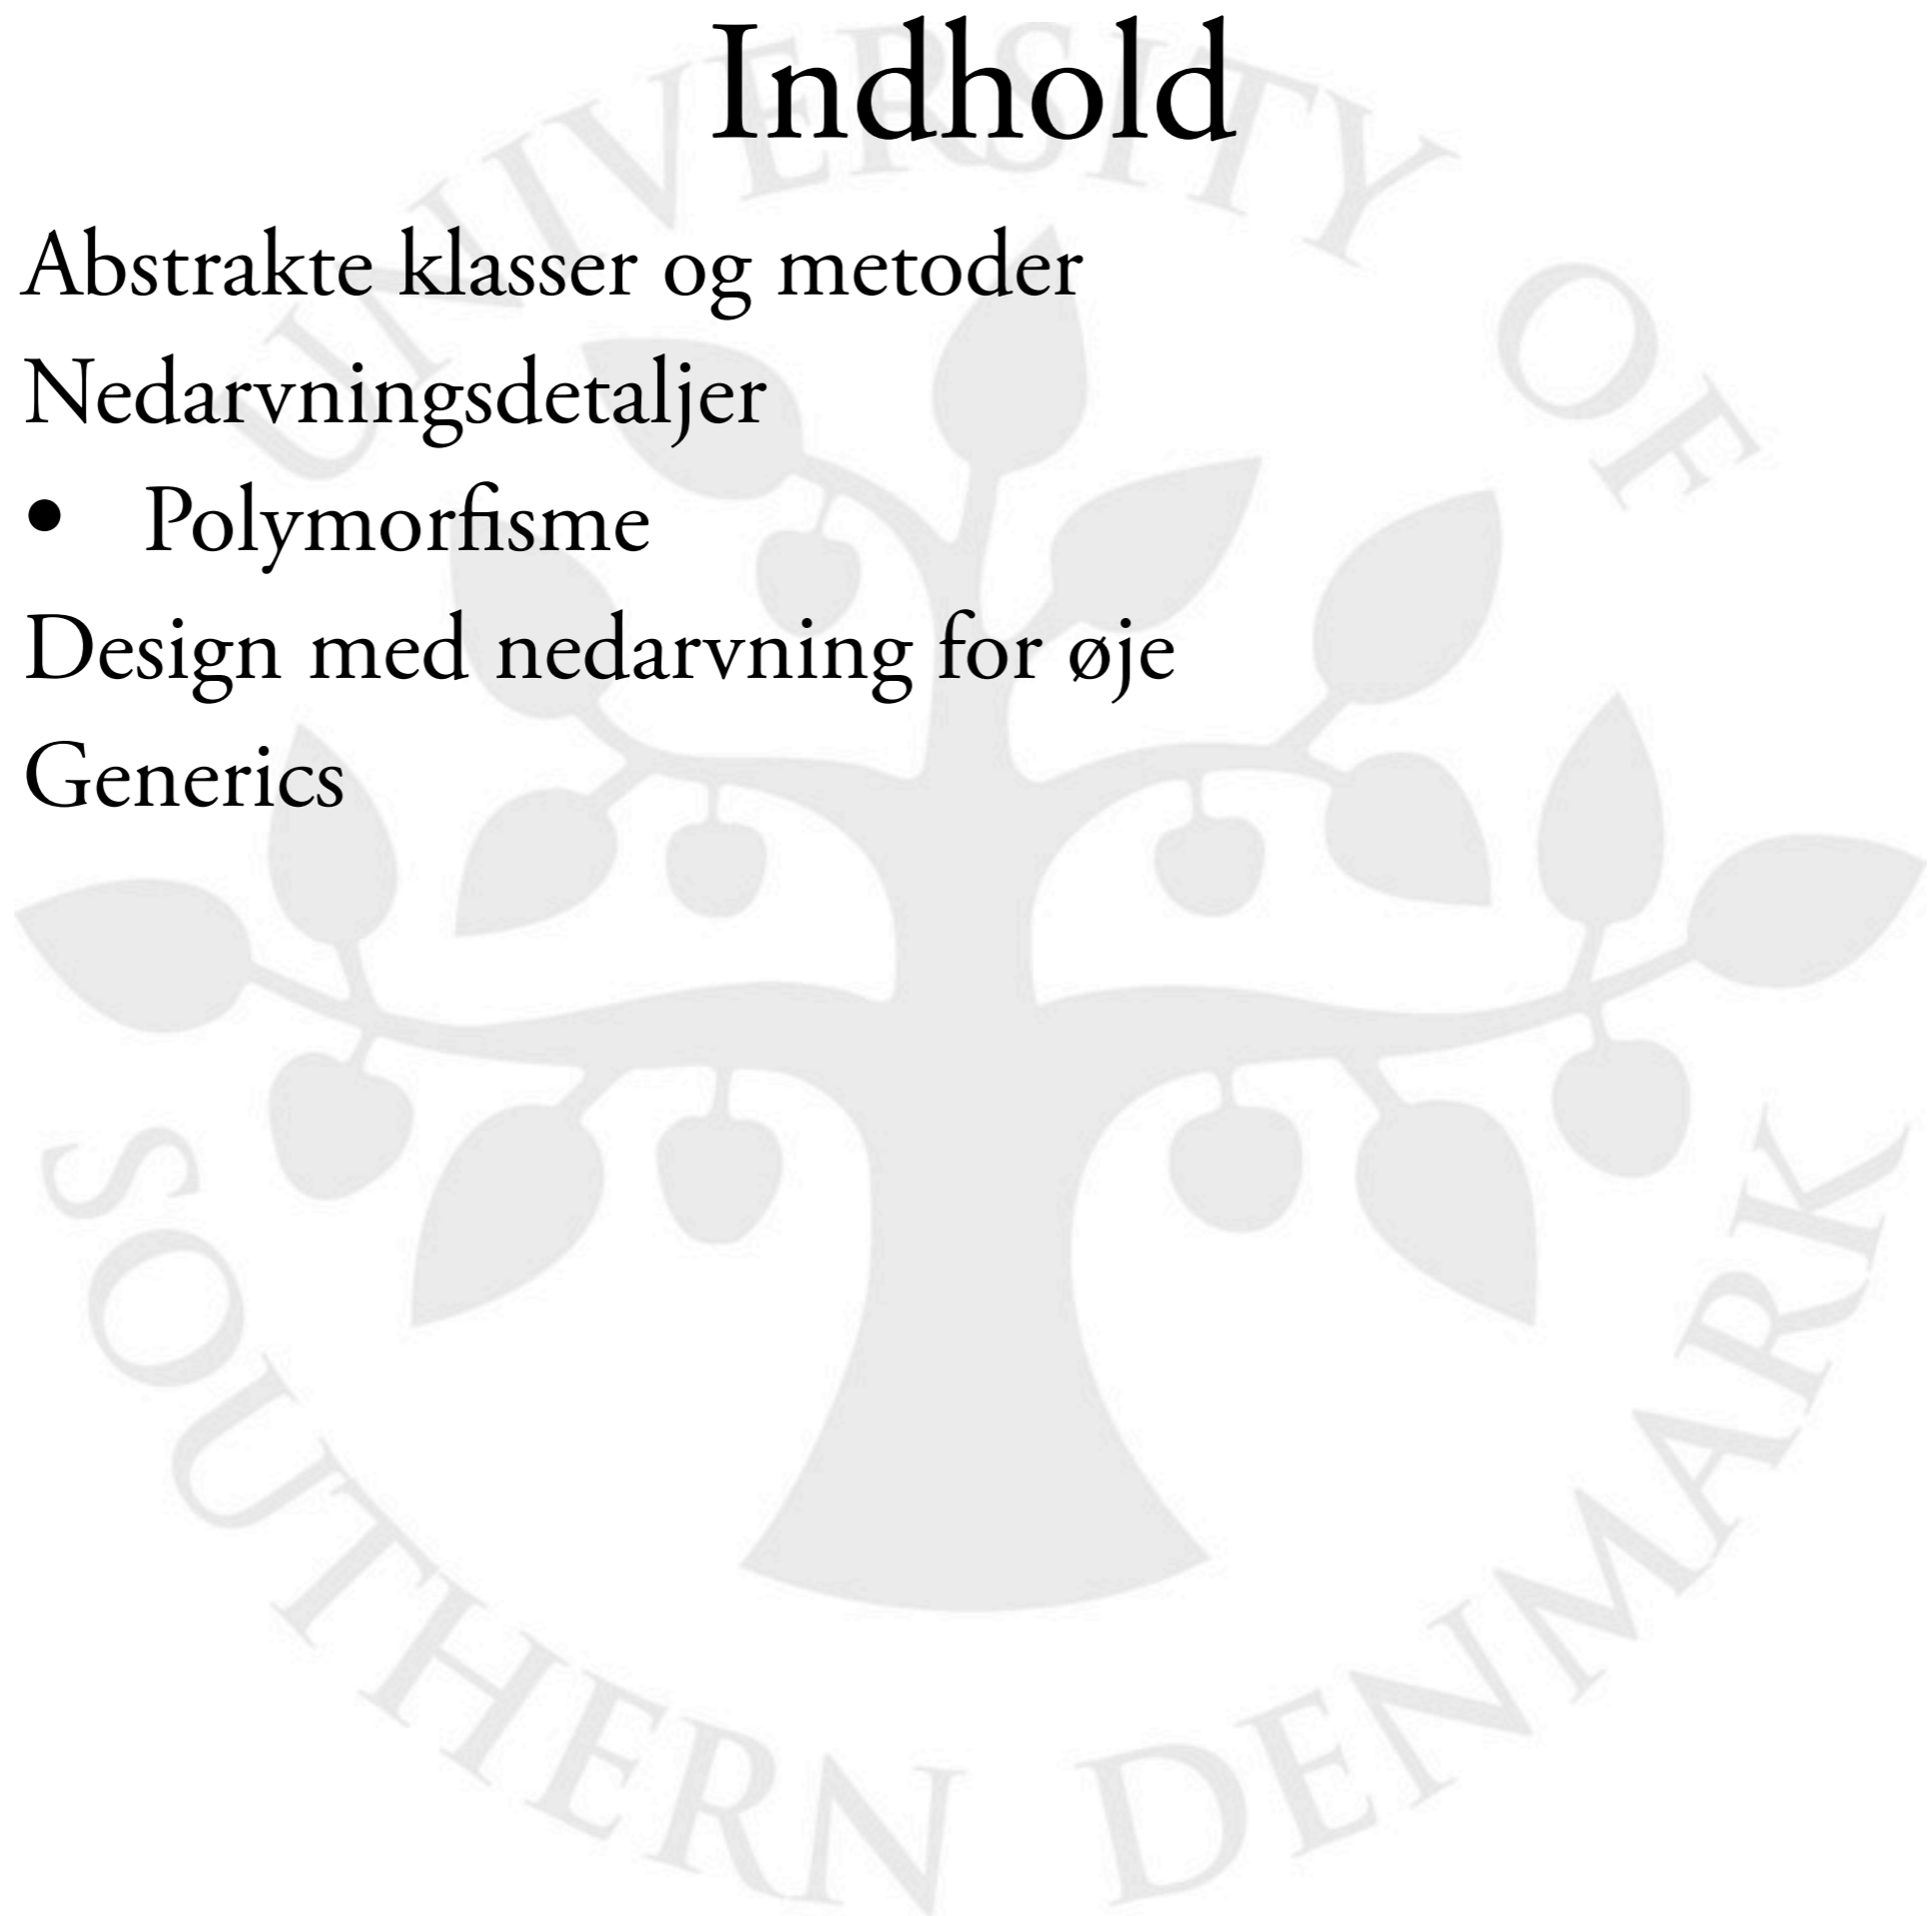 Indhold
Abstrakte klasser og metoder
Nedarvningsdetaljer
• Polymorfisme
Design med nedarvning for øje
Generics
UNIVERSITY OF
SOUTHERN DENMARK